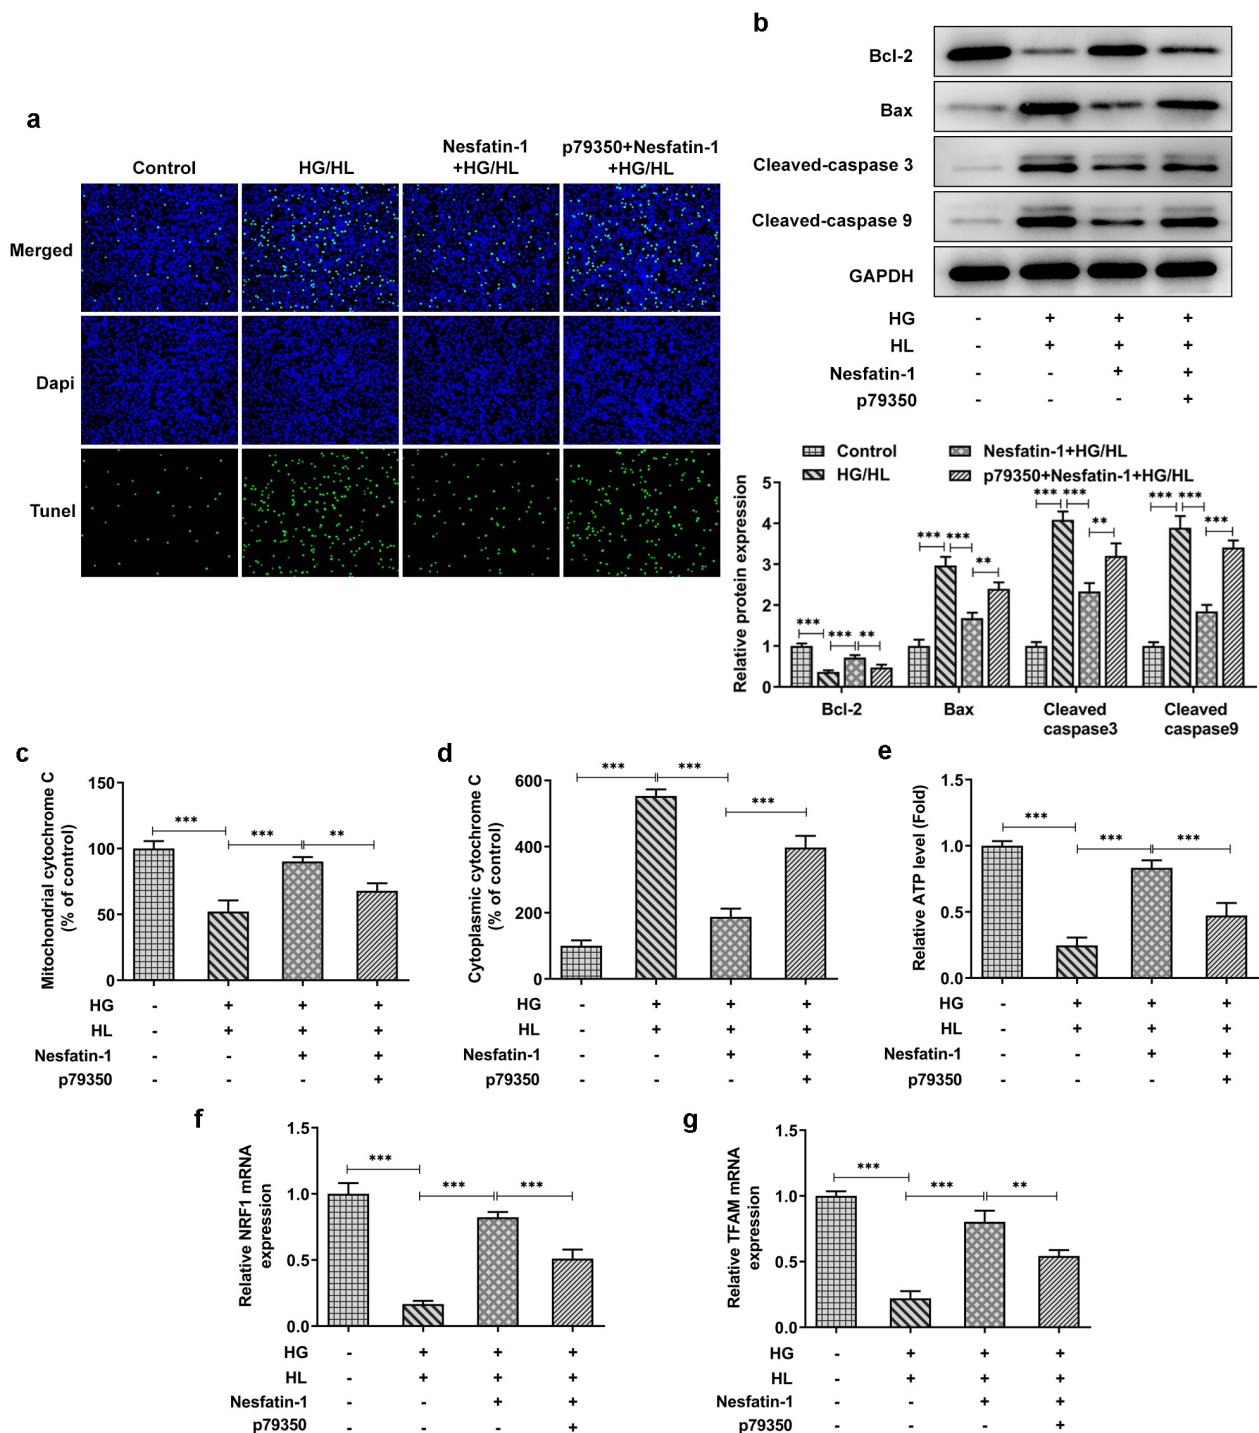 a
Control
HG/HL
Nesfatin-1
+HG/HL
p79350+Nesfatin-1
+HG/HL
Merged
Dapi
Tunel
b
Bcl-2
Bax
Cleaved-caspase 3
Cleaved-caspase 9
GAPDH
HG - + + +
HL - + + +
Nesfatin-1 - - + +
p79350 - - - +
Control
HG/HL
Nesfatin-1+HG/HL
p79350+Nesfatin-1+HG/HL
Relative protein expression
5
4
3
2
1
0
*** *** **
*** *** **
*** *** **
*** *** ***
Bcl-2
Bax
Cleaved
caspase3
Cleaved
caspase9
c
Mitochondrial cytochrome C
(% of control)
150
100
50
0
*** *** **
HG - + + +
HL - + + +
Nesfatin-1 - - + +
p79350 - - - +
d
Cytoplasmic cytochrome C
(% of control)
600
400
200
0
*** *** ***
HG - + + +
HL - + + +
Nesfatin-1 - - + +
p79350 - - - +
e
Relative ATP level (Fold)
1.5
1.0
0.5
0.0
*** *** ***
HG - + + +
HL - + + +
Nesfatin-1 - - + +
p79350 - - - +
f
Relative NRF1 mRNA
expression
1.5
1.0
0.5
0.0
*** *** ***
HG - + + +
HL - + + +
Nesfatin-1 - - + +
p79350 - - - +
g
Relative TFAM mRNA
expression
1.5
1.0
0.5
0.0
*** *** **
HG - + + +
HL - + + +
Nesfatin-1 - - + +
p79350 - - - +